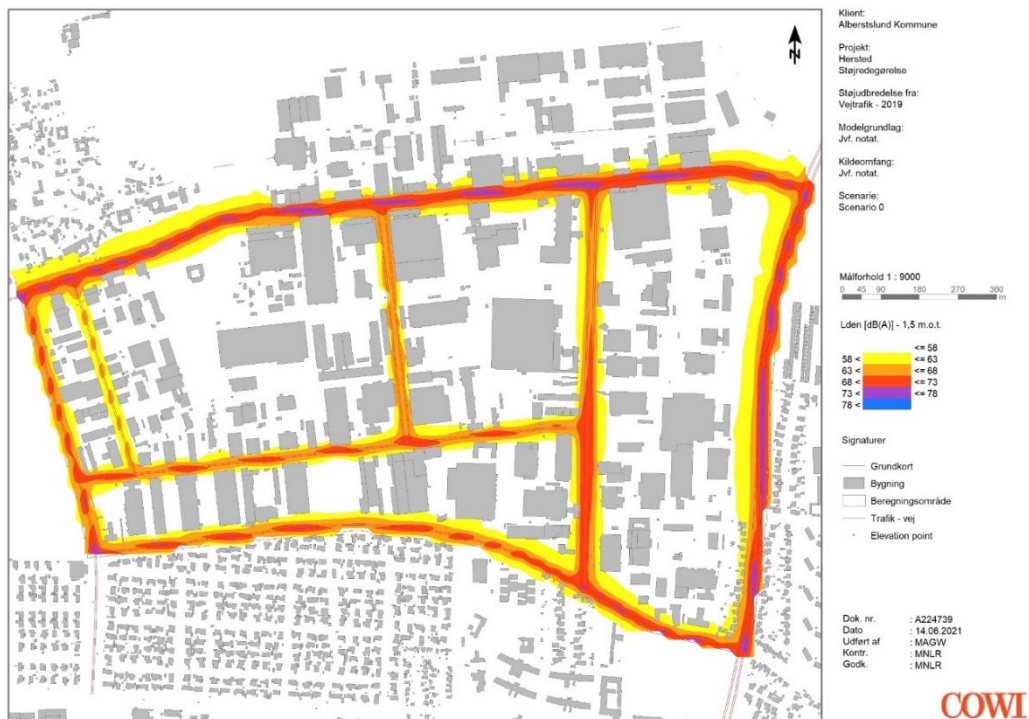 Klient:
Alberstslund Kommune
Projekt:
Hersted
Støjredegørelse
Støjudbredelse fra:
Vejtrafik - 2019
Modelgrundlag:
Jvf. notat.
Kildeomfang:
Jvf. notat.
Scenarie:
Scenario 0
N
Målforhold 1 : 9000
0 45 90 180 270 360
m
Lden [dB(A)] - 1,5 m.o.t.
<= 58
58 < <= 63
63 < <= 68
68 < <= 73
73 < <= 78
78 <
Signaturer
Grundkort
Bygning
Beregningsområde
Trafik - vej
Elevation point
Dok. nr. : A224739
Dato : 14.06.2021
Udført af : MAGW
Kontr. : MNLR
Godk. : MNLR
COWI